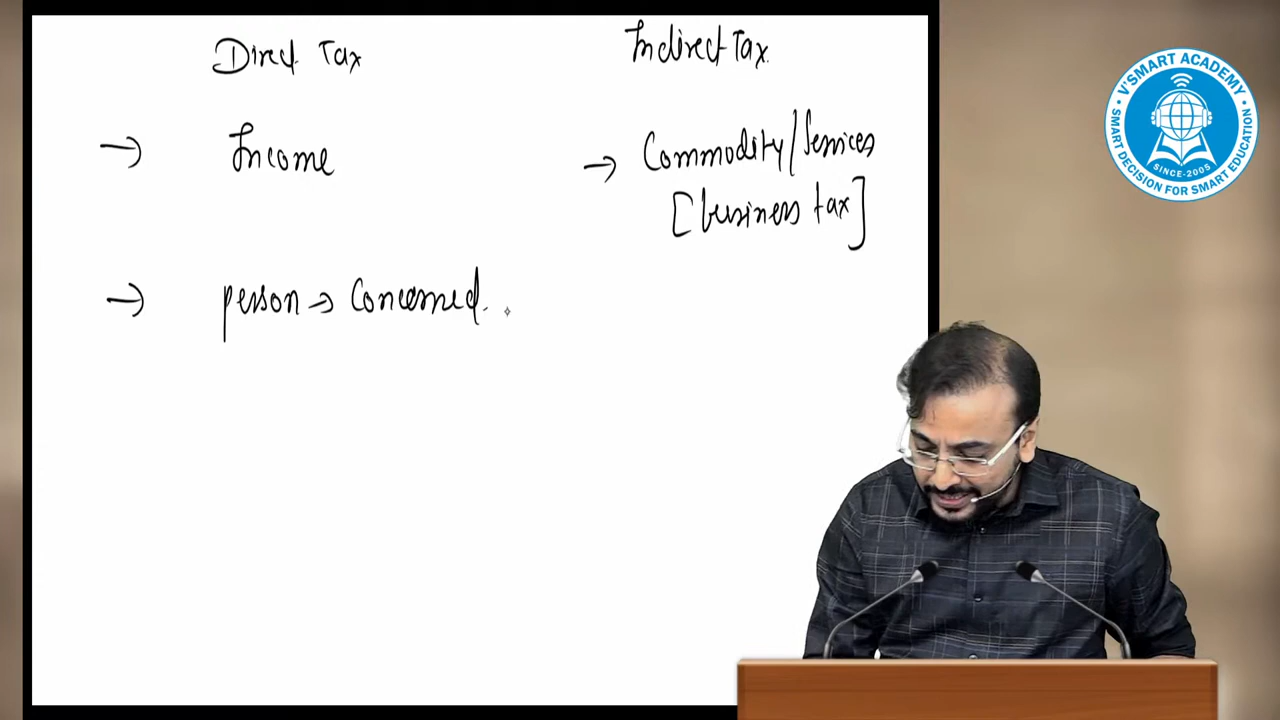 Direct Tax
Indirect Tax
→ Income
→ Commodity/Services
[business tax]
→ person → Concerned.
V'SMART ACADEMY
SINCE-2005
• SMART DECISION FOR SMART EDUCATION •